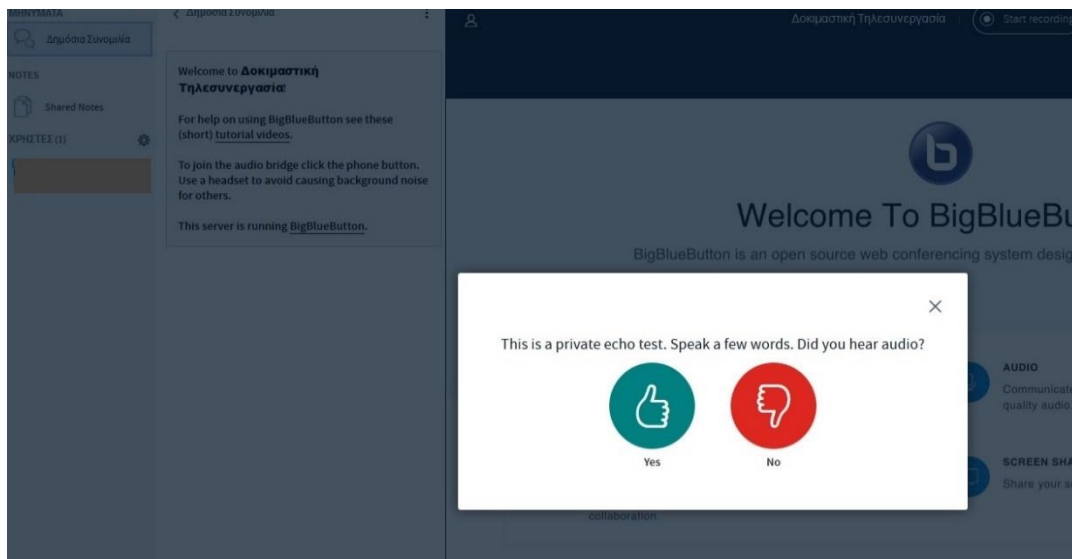 ΜΗΝΥΜΑΤΑ
Δημόσια Συνομιλία
NOTES
Shared Notes
ΧΡΗΣΤΕΣ (1)
Δημόσια Συνομιλία
Welcome to Δοκιμαστική
Τηλεσυνεργασία!
For help on using BigBlueButton see these
(short) tutorial videos.
To join the audio bridge click the phone button.
Use a headset to avoid causing background noise
for others.
This server is running BigBlueButton.
Δοκιμαστική Τηλεσυνεργασία
Start recording
b
Welcome To BigBlueBu
BigBlueButton is an open source web conferencing system desig
This is a private echo test. Speak a few words. Did you hear audio?
Yes
No
AUDIO
Communicate
quality audio.
SCREEN SHA
Share your s
collaboration.